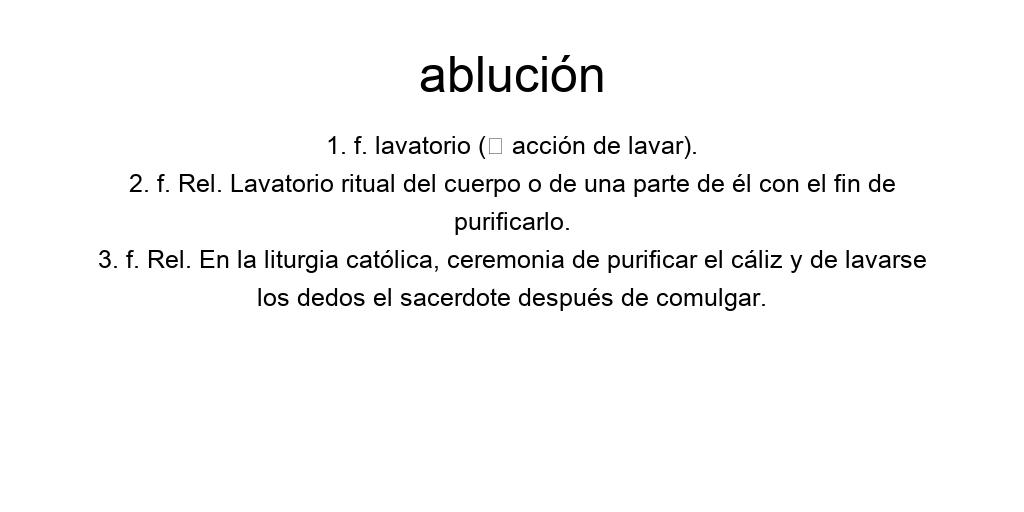 ablución
1. f. lavatorio (□ acción de lavar).
2. f. Rel. Lavatorio ritual del cuerpo o de una parte de él con el fin de
purificarlo.
3. f. Rel. En la liturgia católica, ceremonia de purificar el cáliz y de lavarse
los dedos el sacerdote después de comulgar.